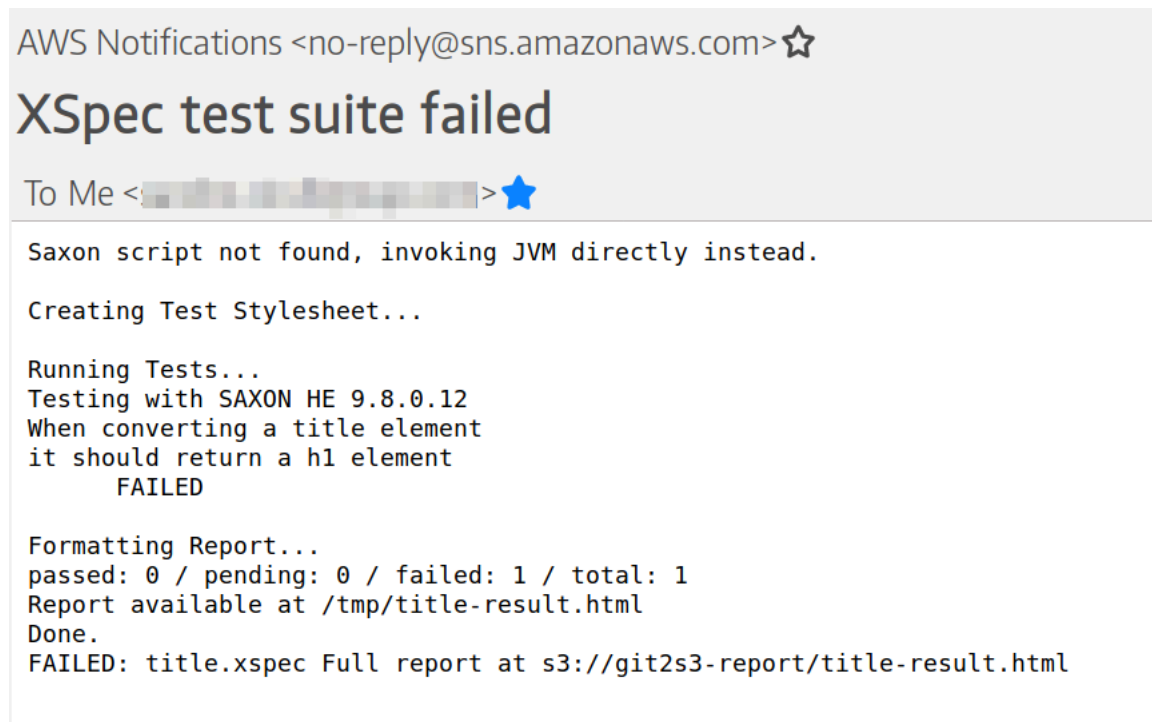 AWS Notifications <no-reply@sns.amazonaws.com>
XSpec test suite failed
To Me < >
Saxon script not found, invoking JVM directly instead.
Creating Test Stylesheet...
Running Tests...
Testing with SAXON HE 9.8.0.12
When converting a title element
it should return a h1 element
FAILED
Formatting Report...
passed: 0 / pending: 0 / failed: 1 / total: 1
Report available at /tmp/title-result.html
Done.
FAILED: title.xspec Full report at s3://git2s3-report/title-result.html